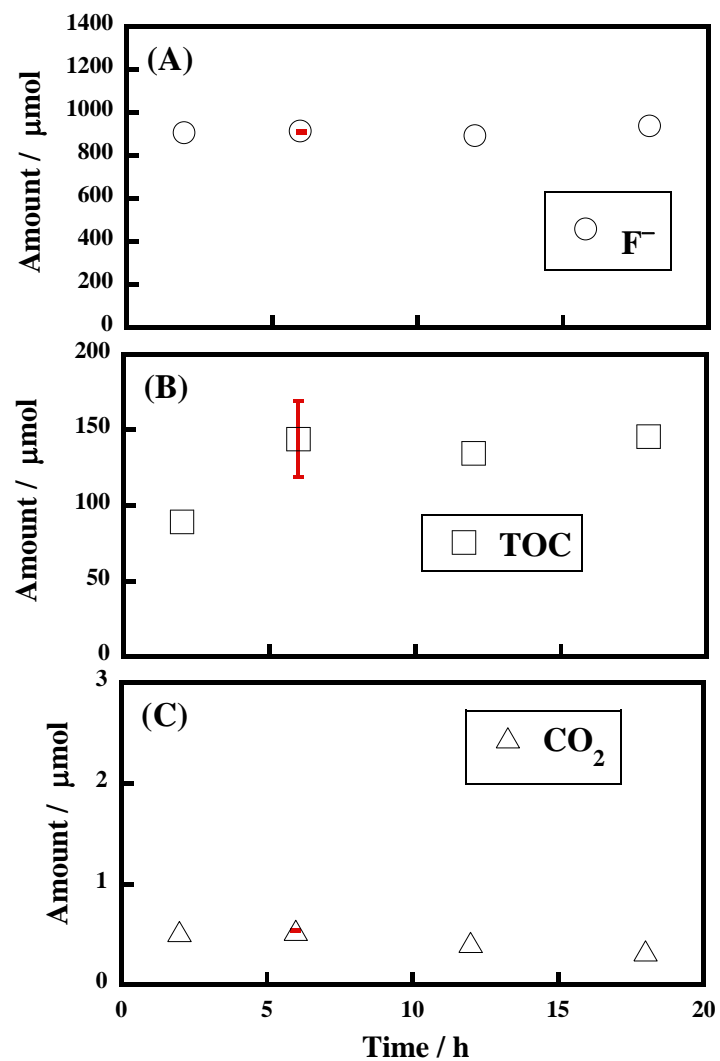 (A)
Amount / μmol
1400
1200
1000
800
600
400
200
0
F⁻
(B)
Amount / μmol
200
150
100
50
0
TOC
(C)
Amount / μmol
3
2
1
0
CO₂
0 5 10 15 20
Time / h